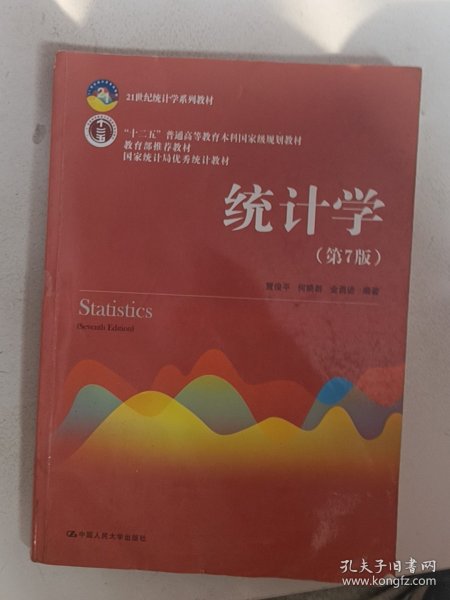 21
21世纪统计学系列教材
十二五
“十二五”普通高等教育本科国家级规划教材
教育部推荐教材
国家统计局优秀统计教材
统计学
(第7版)
贾俊平 何晓群 金勇进 编著
Statistics
(Seventh Edition)
中国人民大学出版社
孔夫子旧书网
www.kongfz.com